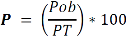 P = (Pob/PT) * 100